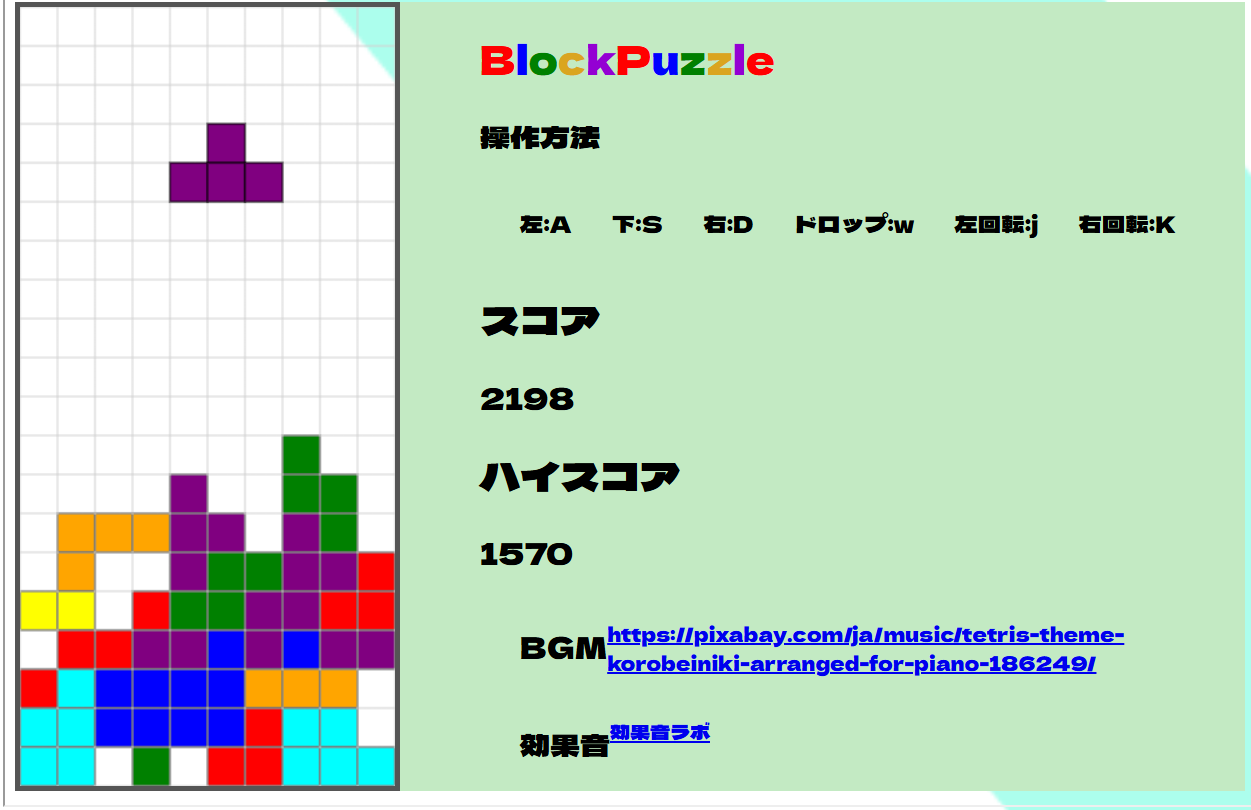 BlockPuzzle
操作方法
左:A 下:S 右:D ドロップ:w 左回転:j 右回転:K
スコア
2198
ハイスコア
1570
BGMhttps://pixabay.com/ja/music/tetris-theme-
korobeiniki-arranged-for-piano-186249/
効果音効果音ラボ